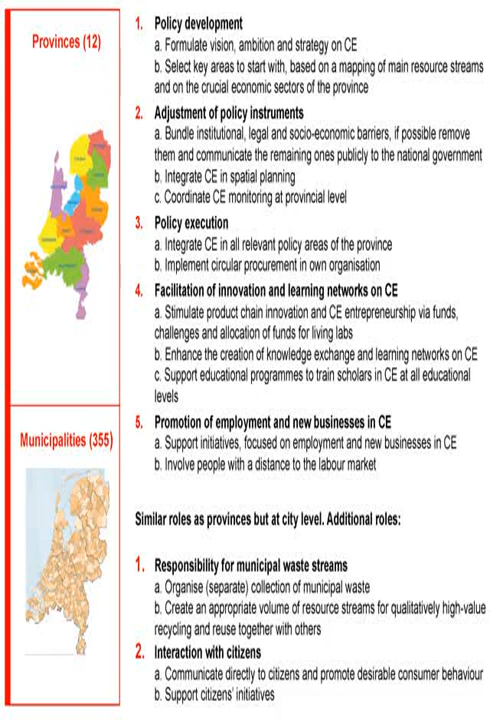 Provinces (12)
1. Policy development
a. Formulate vision, ambition and strategy on CE
b. Select key areas to start with, based on a mapping of main resource streams
and on the crucial economic sectors of the province
2. Adjustment of policy instruments
a. Bundle institutional, legal and socio-economic barriers, if possible remove
them and communicate the remaining ones publicly to the national government
b. Integrate CE in spatial planning
c. Coordinate CE monitoring at provincial level
3. Policy execution
a. Integrate CE in all relevant policy areas of the province
b. Implement circular procurement in own organisation
4. Facilitation of innovation and learning networks on CE
a. Stimulate product chain innovation and CE entrepreneurship via funds,
challenges and allocation of funds for living labs
b. Enhance the creation of knowledge exchange and learning networks on CE
c. Support educational programmes to train scholars in CE at all educational
levels
5. Promotion of employment and new businesses in CE
a. Support initiatives, focused on employment and new businesses in CE
b. Involve people with a distance to the labour market
Municipalities (355)
Similar roles as provinces but at city level. Additional roles:
1. Responsibility for municipal waste streams
a. Organise (separate) collection of municipal waste
b. Create an appropriate volume of resource streams for qualitatively high-value
recycling and reuse together with others
2. Interaction with citizens
a. Communicate directly to citizens and promote desirable consumer behaviour
b. Support citizens' initiatives